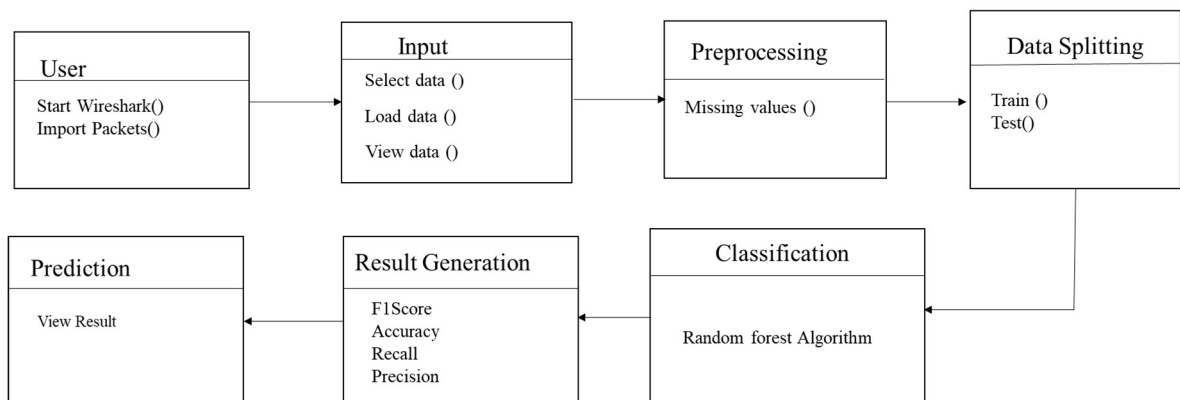 User
Start Wireshark()
Import Packets()
Input
Select data ()
Load data ()
View data ()
Preprocessing
Missing values ()
Data Splitting
Train ()
Test()
Prediction
View Result
Result Generation
F1Score
Accuracy
Recall
Precision
Classification
Random forest Algorithm